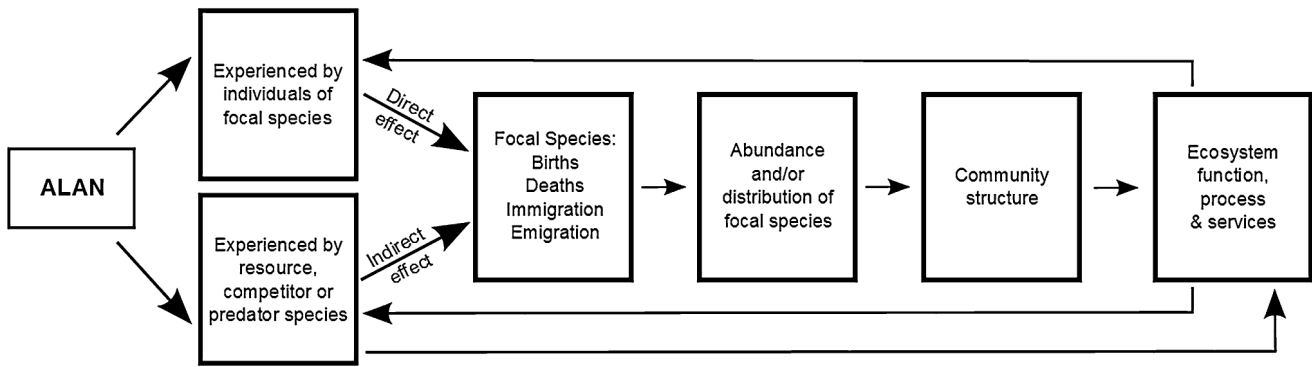 ALAN
Experienced by
individuals of
focal species
Direct
effect
Experienced by
resource,
competitor or
predator species
Indirect
effect
Focal Species:
Births
Deaths
Immigration
Emigration
Abundance
and/or
distribution of
focal species
Community
structure
Ecosystem
function,
process
& services